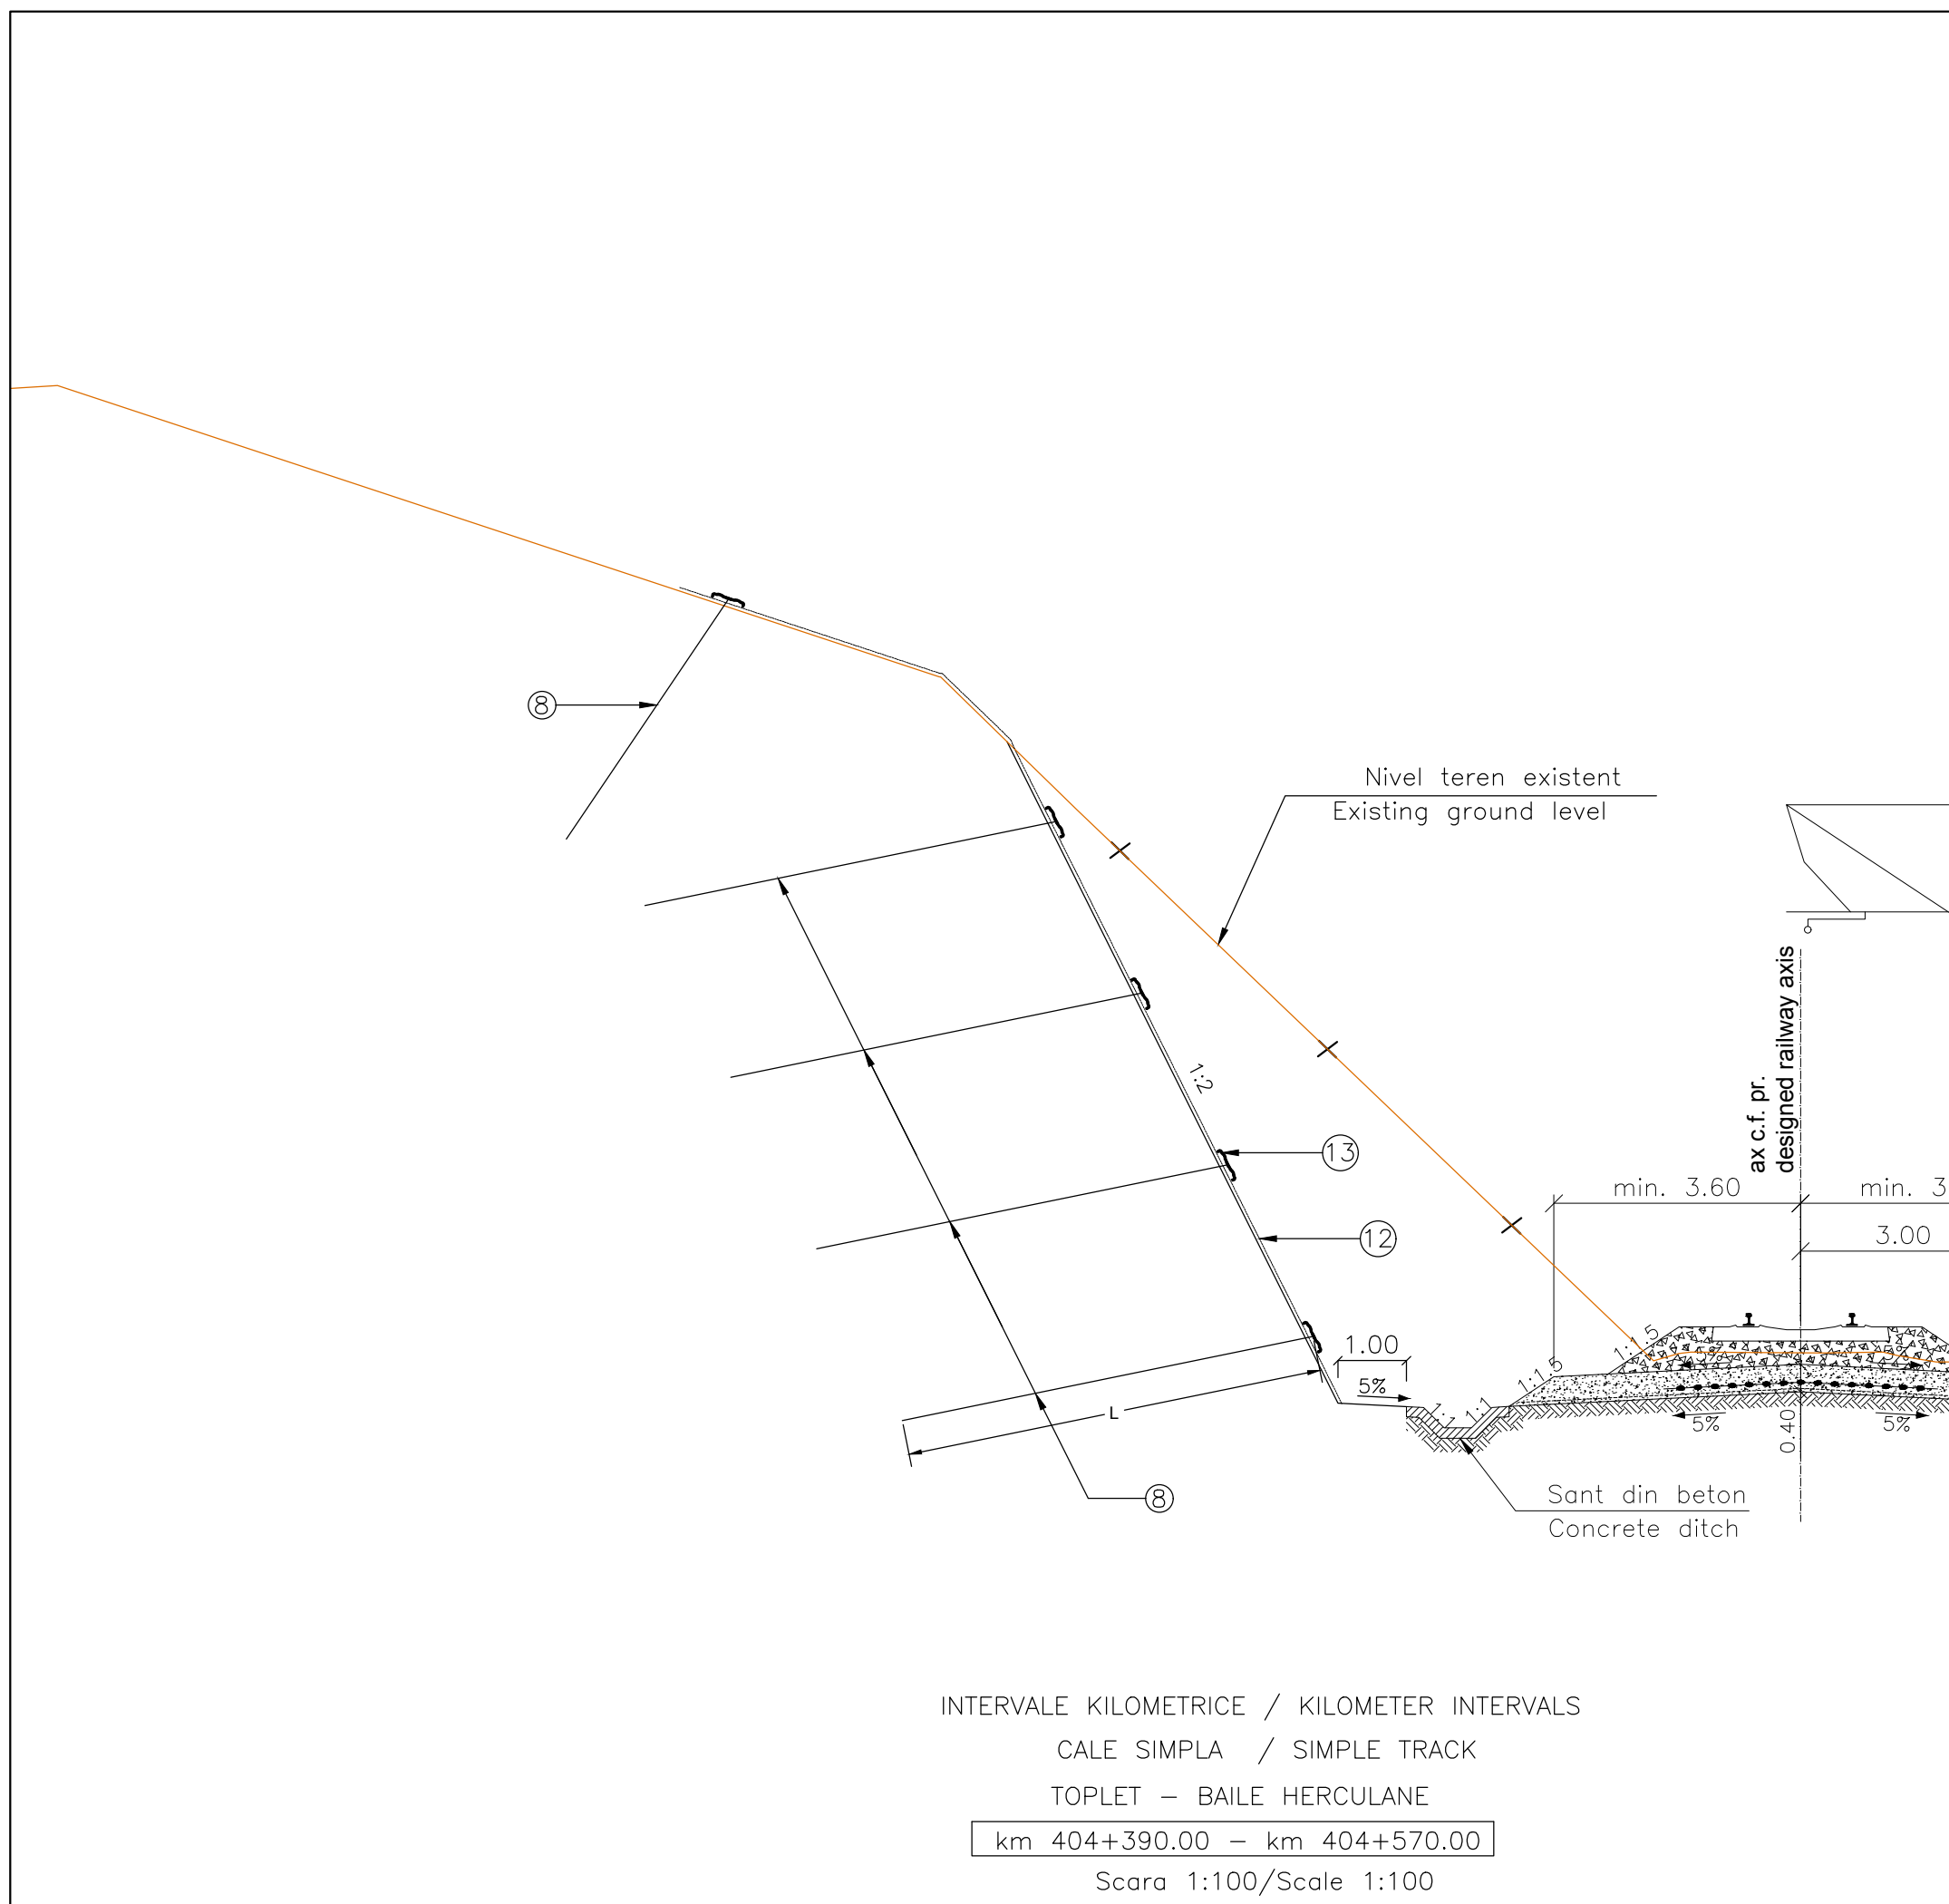 8
Nivel teren existent
Existing ground level
ax c.f. pr.
designed railway axis
1:2
13
min. 3.60
min. 3
12
3.00
1:1.5
1.00
1:1.5
5%
1:1
1:1
L
5%
5%
0.40
8
Sant din beton
Concrete ditch
INTERVALE KILOMETRICE / KILOMETER INTERVALS
CALE SIMPLA / SIMPLE TRACK
TOPLET - BAILE HERCULANE
km 404+390.00 - km 404+570.00
Scara 1:100/Scale 1:100